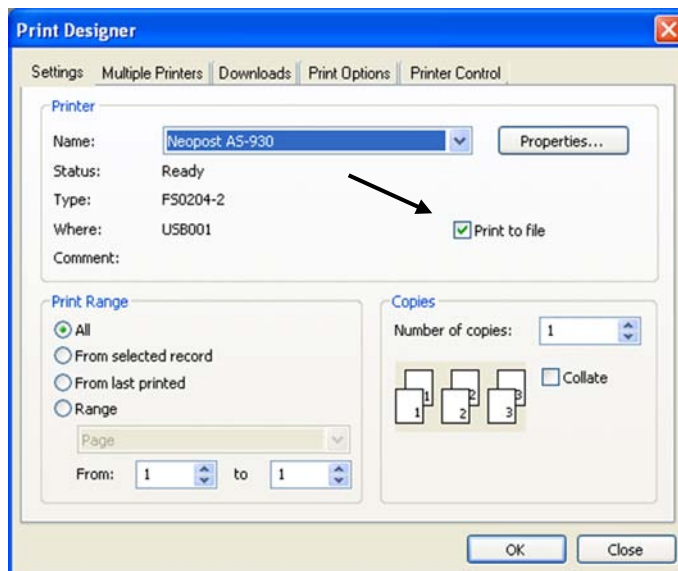 Print Designer
Settings Multiple Printers Downloads Print Options Printer Control
Printer
Name: Neopost AS-930 Properties...
Status: Ready
Type: FS0204-2
Where: USB001 Print to file
Comment:
Print Range Copies
All Number of copies: 1
From selected record
From last printed Collate
Range 1 1 2 2 3 3
Page
From: 1 to 1
OK Close